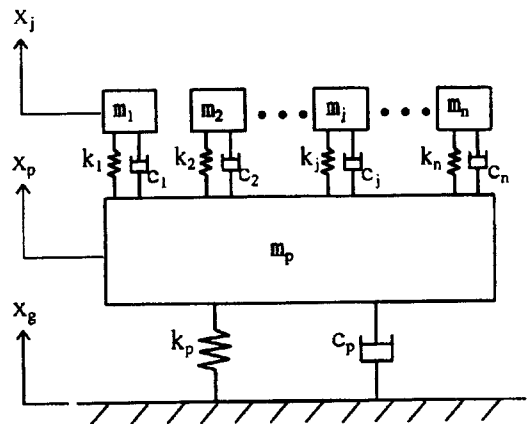 x_j
m_1 m_2 m_j m_n
k_1 c_1 k_2 c_2 k_j c_j k_n c_n
x_p
m_p
x_g
k_p c_p